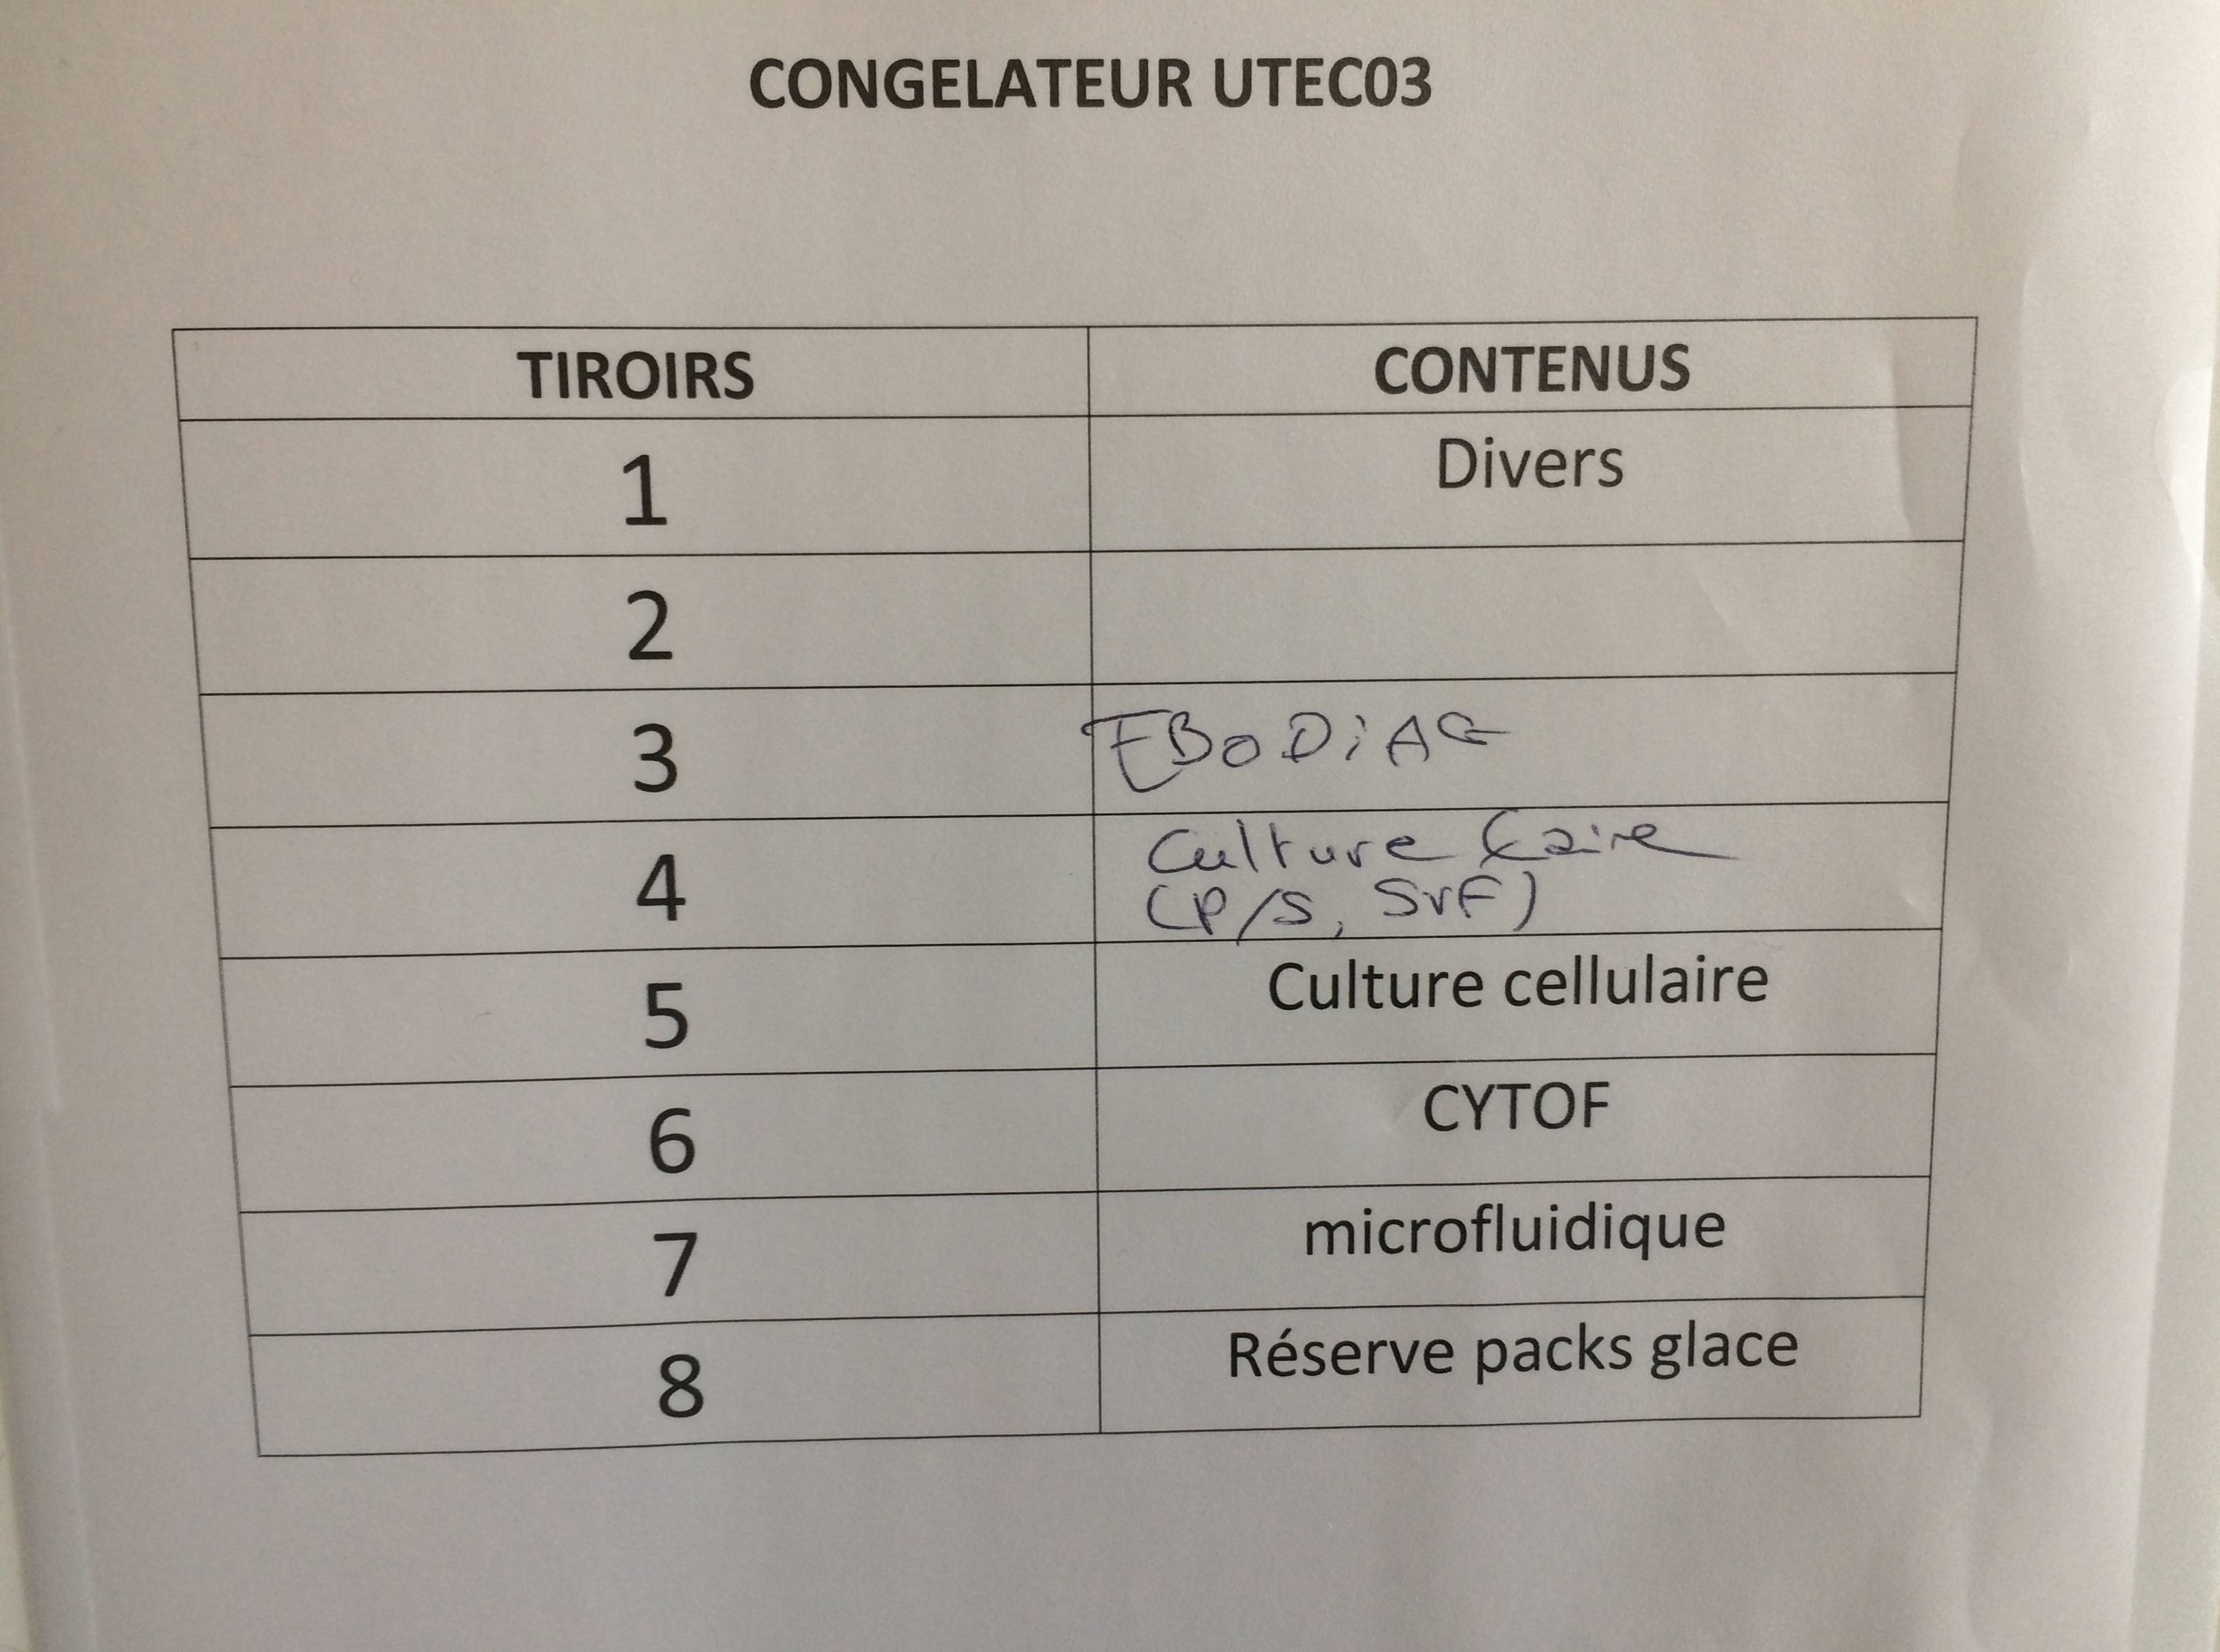 CONGELATEUR UTEC03
TIROIRS CONTENUS
1 Divers
2
3 EBODiAG
4 Culture
(P/S, SVF)
5 Culture cellulaire
6 CYTOF
7 microfluidique
8 Réserve packs glace